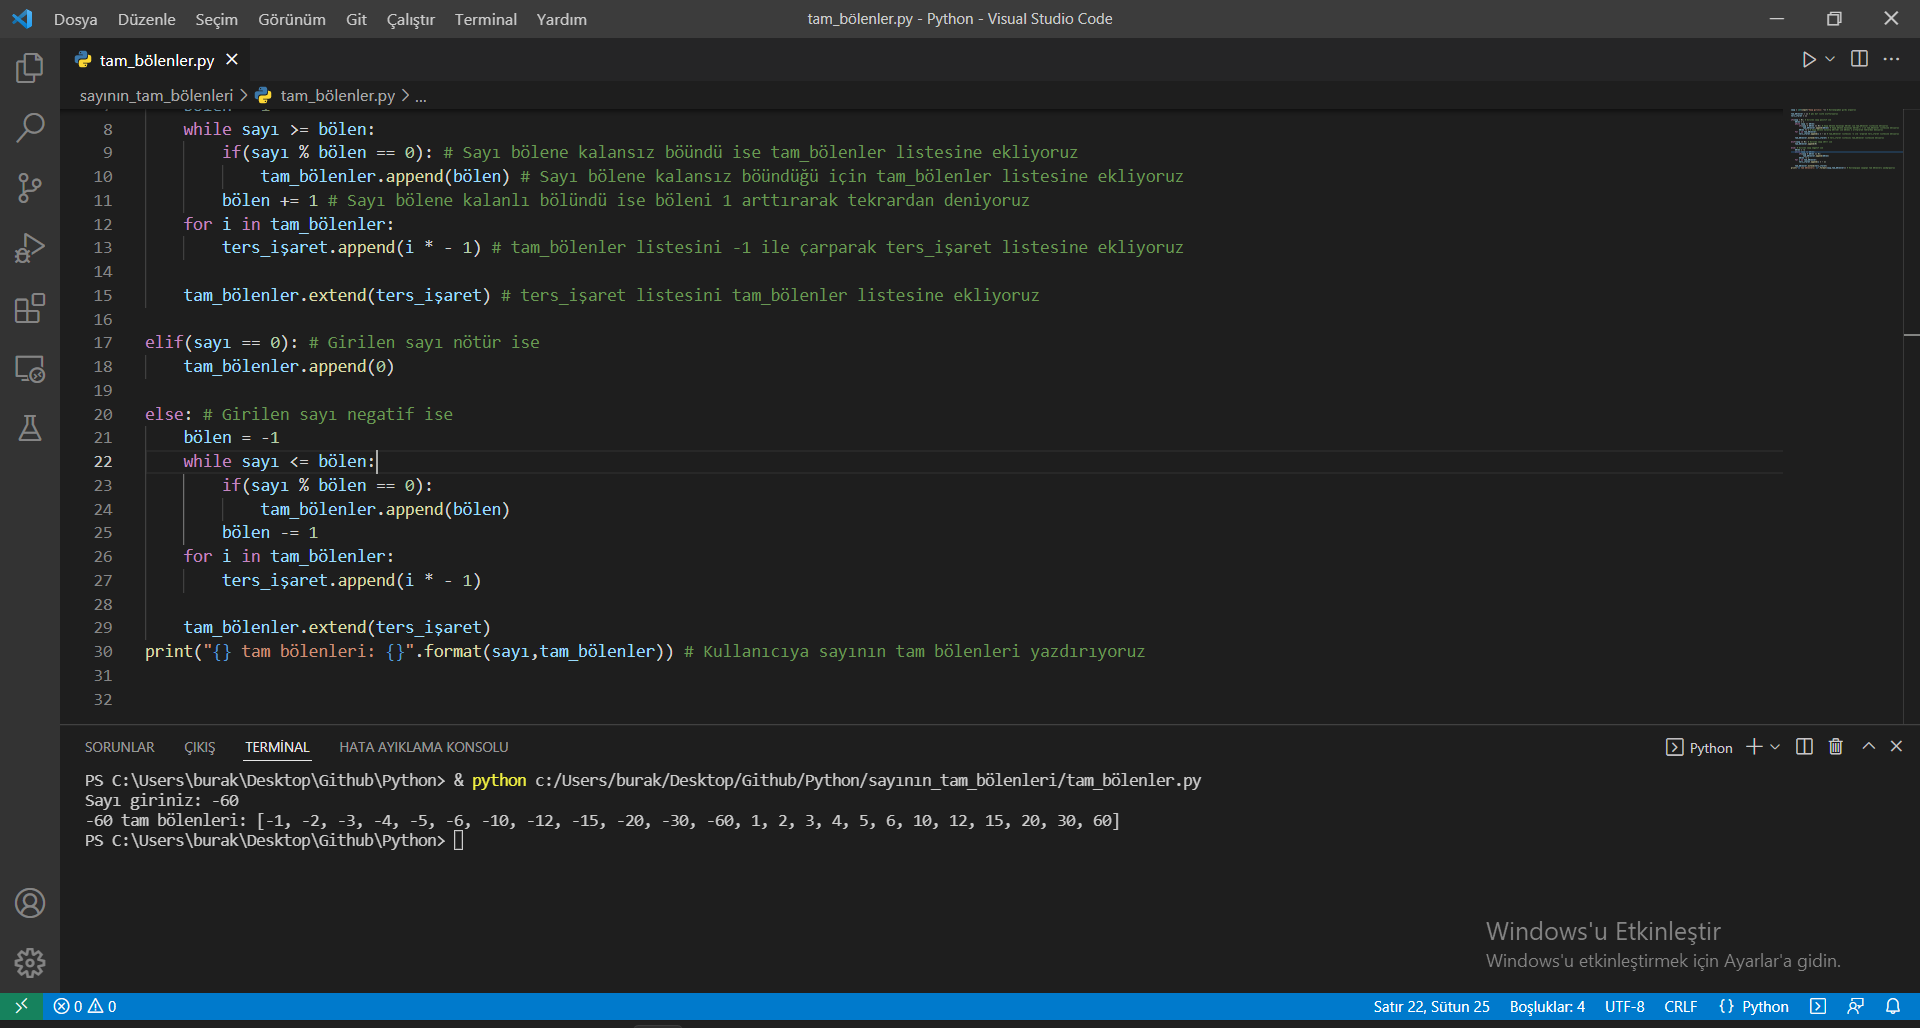 Dosya Düzenle Seçim Görünüm Git Çalıştır Terminal Yardım
tam_bölenler.py - Python - Visual Studio Code
tam_bölenler.py
sayının_tam_bölenleri > tam_bölenler.py > ...
8 while sayı >= bölen:
9 if(sayı % bölen == 0): # Sayı bölene kalansız böündü ise tam_bölenler listesine ekliyoruz
10 tam_bölenler.append(bölen) # Sayı bölene kalansız böündüğü için tam_bölenler listesine ekliyoruz
11 bölen += 1 # Sayı bölene kalanlı bölündü ise böleni 1 arttırarak tekrardan deniyoruz
12 for i in tam_bölenler:
13 ters_işaret.append(i * - 1) # tam_bölenler listesini -1 ile çarparak ters_işaret listesine ekliyoruz
14
15 tam_bölenler.extend(ters_işaret) # ters_işaret listesini tam_bölenler listesine ekliyoruz
16
17 elif(sayı == 0): # Girilen sayı nötür ise
18 tam_bölenler.append(0)
19
20 else: # Girilen sayı negatif ise
21 bölen = -1
22 while sayı <= bölen:
23 if(sayı % bölen == 0):
24 tam_bölenler.append(bölen)
25 bölen -= 1
26 for i in tam_bölenler:
27 ters_işaret.append(i * - 1)
28
29 tam_bölenler.extend(ters_işaret)
30 print("{} tam bölenleri: {}".format(sayı,tam_bölenler)) # Kullanıcıya sayının tam bölenleri yazdırıyoruz
31
32
SORUNLAR ÇIKIŞ TERMİNAL HATA AYIKLAMA KONSOLU
Python
PS C:\Users\burak\Desktop\Github\Python> & python c:/Users/burak/Desktop/Github/Python/sayının_tam_bölenleri/tam_bölenler.py
Sayı giriniz: -60
-60 tam bölenleri: [-1, -2, -3, -4, -5, -6, -10, -12, -15, -20, -30, -60, 1, 2, 3, 4, 5, 6, 10, 12, 15, 20, 30, 60]
PS C:\Users\burak\Desktop\Github\Python>
Windows'u Etkinleştir
Windows'u etkinleştirmek için Ayarlar'a gidin.
0 0 Satır 22, Sütun 25 Boşluklar: 4 UTF-8 CRLF {} Python